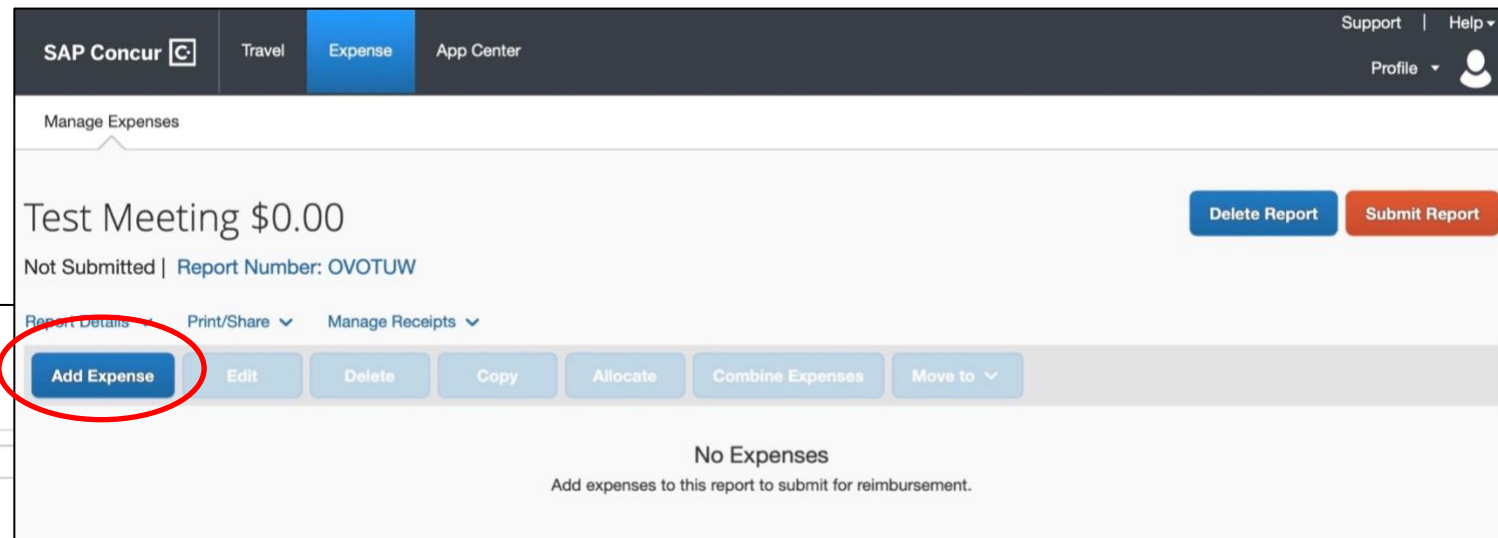 Support | Help
SAP Concur C Travel Expense App Center
Profile
Manage Expenses
Test Meeting $0.00
Delete Report Submit Report
Not Submitted | Report Number: OVOTUW
Report Details Print/Share Manage Receipts
Add Expense Edit Delete Copy Allocate Combine Expenses Move to
No Expenses
Add expenses to this report to submit for reimbursement.